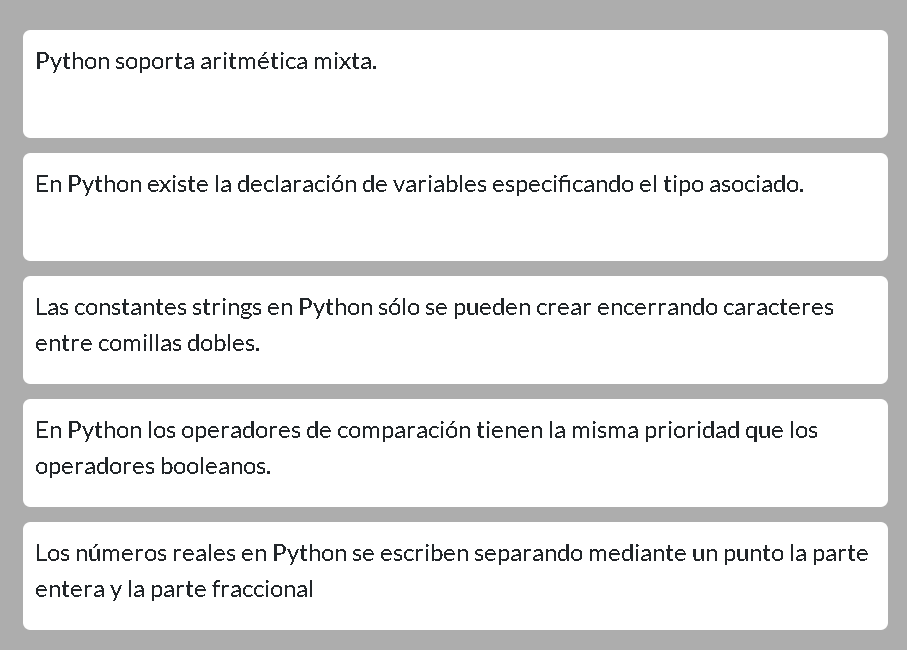 Python soporta aritmética mixta.
En Python existe la declaración de variables especificando el tipo asociado.
Las constantes strings en Python sólo se pueden crear encerrando caracteres
entre comillas dobles.
En Python los operadores de comparación tienen la misma prioridad que los
operadores booleanos.
Los números reales en Python se escriben separando mediante un punto la parte
entera y la parte fraccional